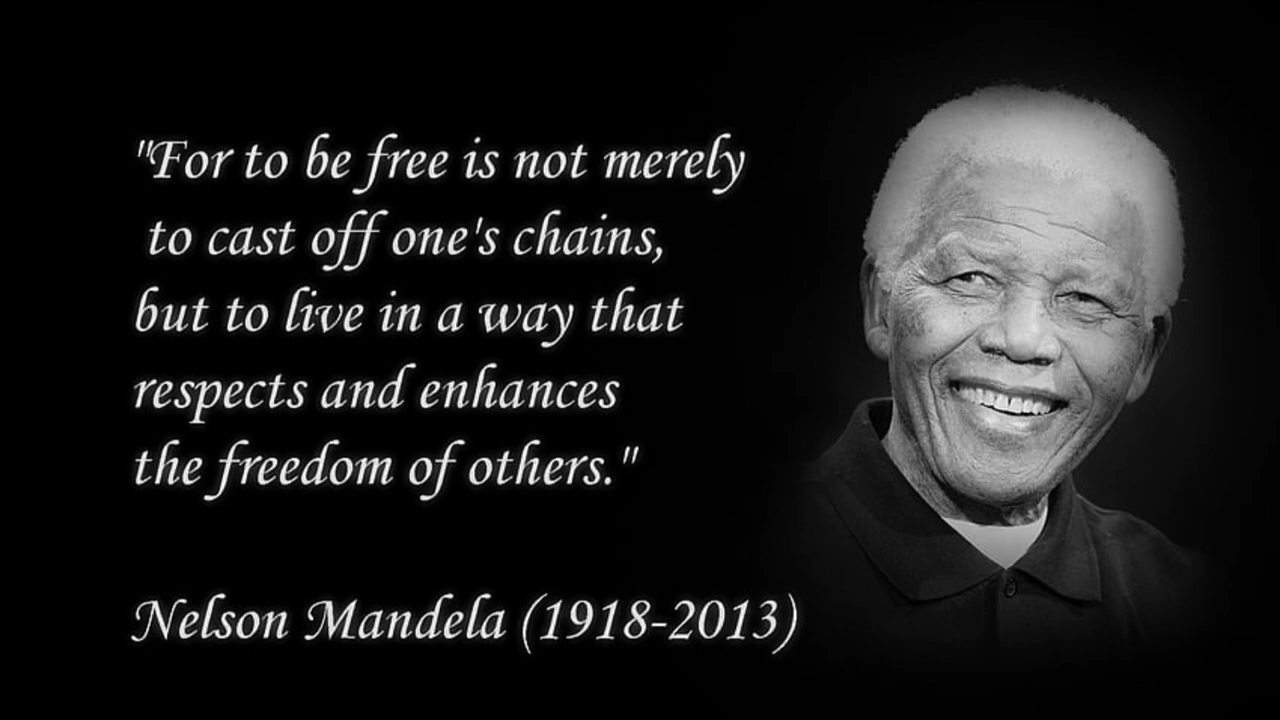 "For to be free is not merely
to cast off one's chains,
but to live in a way that
respects and enhances
the freedom of others."
Nelson Mandela (1918-2013)